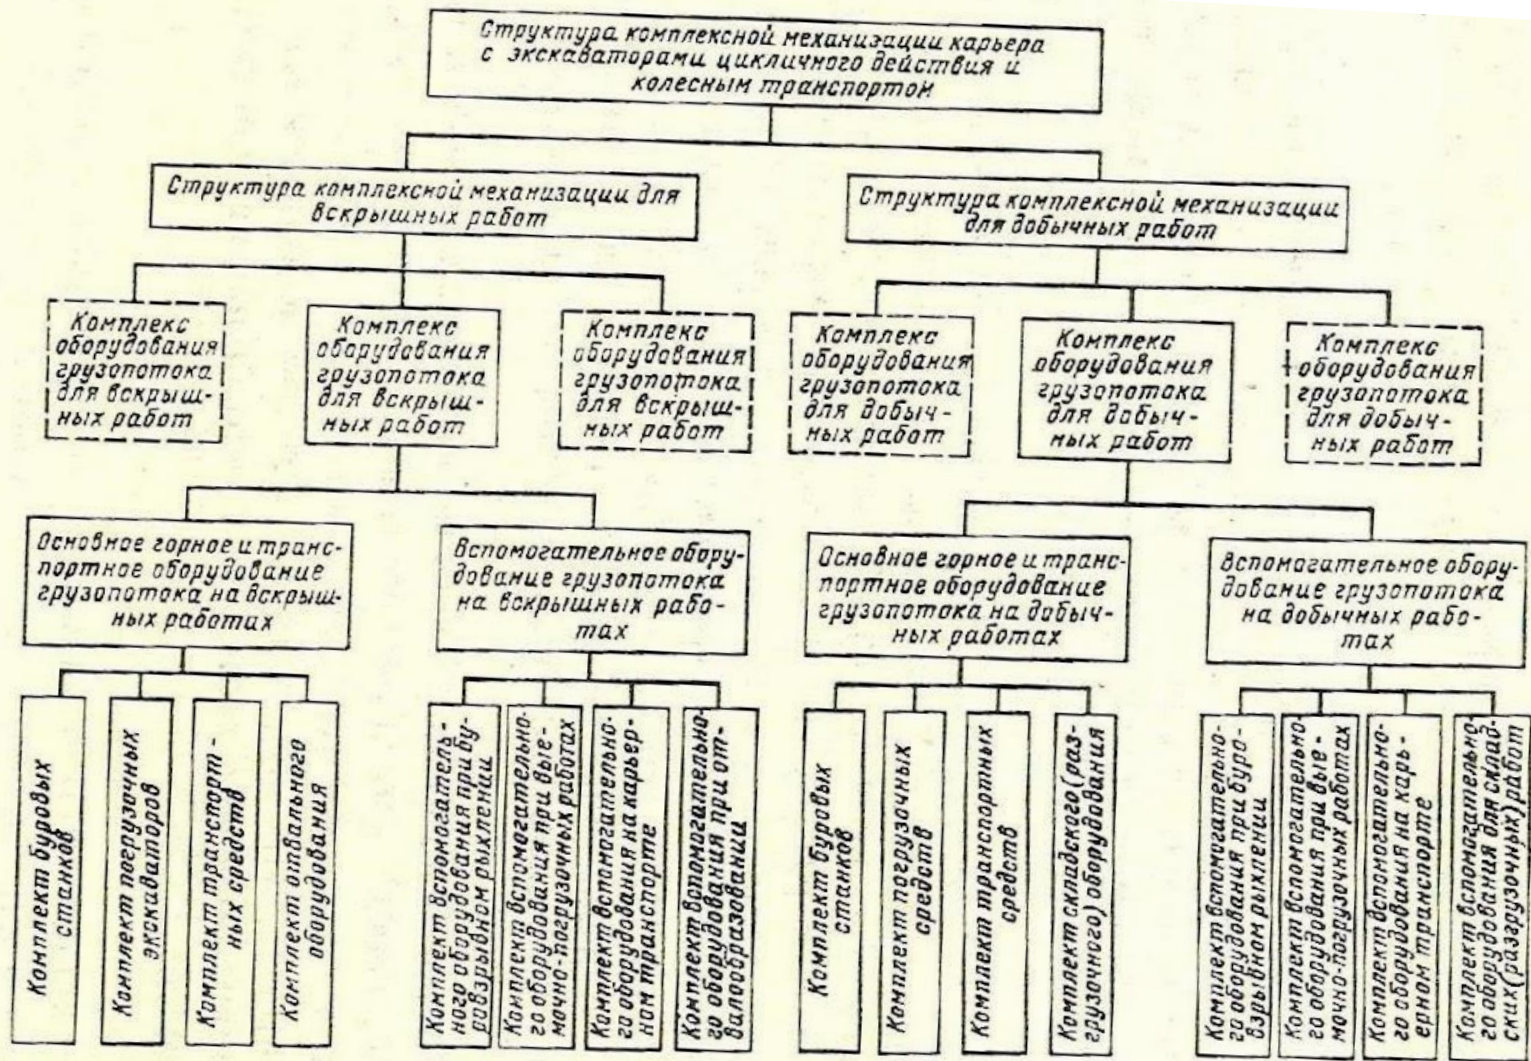 Структура комплексной механизации карьера
с экскаваторами цикличного действия и
колесным транспортом
Структура комплексной механизации для
вскрышных работ
Структура комплексной механизации
для добычных работ
Комплекс
оборудования
грузопотока
для вскрыш-
ных работ
Комплекс
оборудования
грузопотока
для вскрыш-
ных работ
Комплекс
оборудования
грузопотока
для вскрыш-
ных работ
Комплекс
оборудования
грузопотока
для добыч-
ных работ
Комплекс
оборудования
грузопотока
для добыч-
ных работ
Комплекс
оборудования
грузопотока
для добыч-
ных работ
Основное горное и транс-
портное оборудование
грузопотока на вскрыш-
ных работах
Вспомогательное обору-
дование грузопотока
на вскрышных рабо-
тах
Основное горное и транс-
портное оборудование
грузопотока на добыч-
ных работах
Вспомогательное обору-
дование грузопотока
на добычных рабо-
тах
Комплект буровых
станков
Комплект погрузочных
экскаваторов
Комплект транспорт-
ных средств
Комплект отвального
оборудования
Комплект вспомогатель-
ного оборудования при бу-
ровзрывном рыхлении
Комплект вспомогательно-
го оборудования при вые-
мочно-погрузочных работах
Комплект вспомогательно-
го оборудования на карьер-
ном транспорте
Комплект вспомогательно-
го оборудования при от-
валообразовании
Комплект буровых
станков
Комплект погрузочных
средств
Комплект транспортных
средств
Комплект складского (раз-
грузочного) оборудования
Комплект вспомогательно-
го оборудования при буро-
взрывном рыхлении
Комплект вспомогательно-
го оборудования при вые-
мочно-погрузочных работах
Комплект вспомогательно-
го оборудования на карь-
ерном транспорте
Комплект вспомогательно-
го оборудования для склад-
ских (разгрузочных) работ